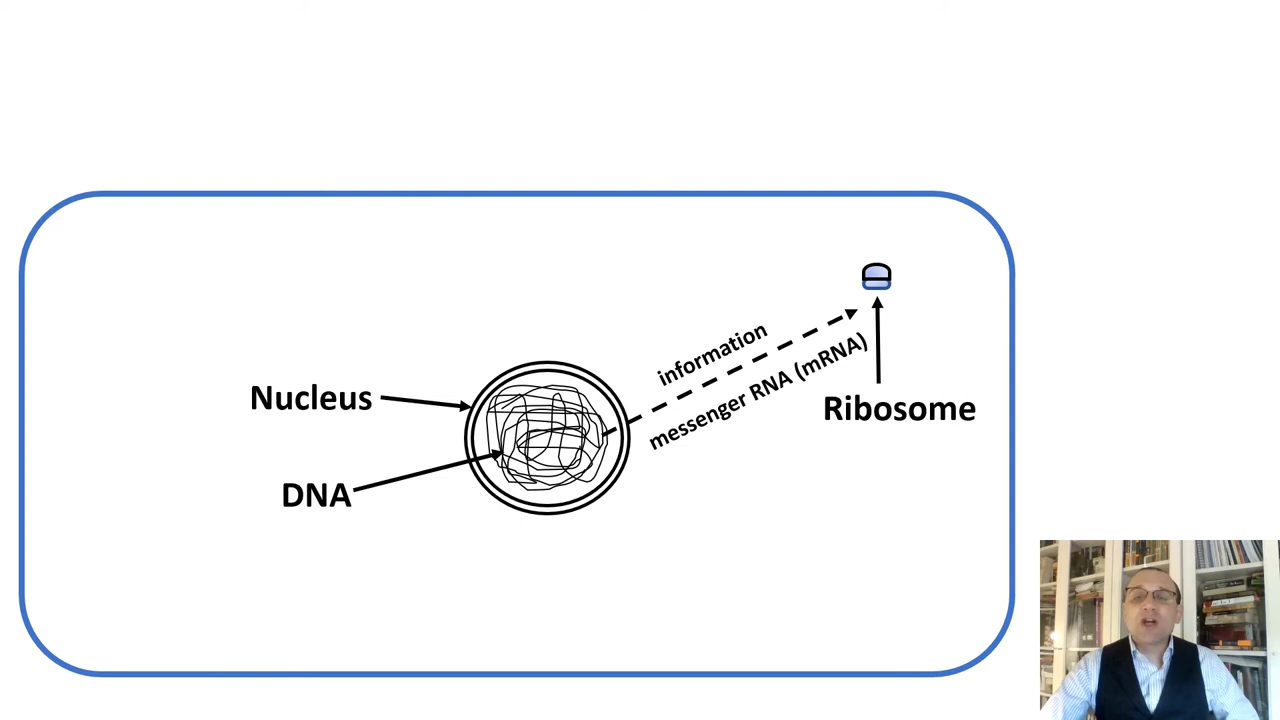 information
messenger RNA (mRNA)
Nucleus
Ribosome
DNA